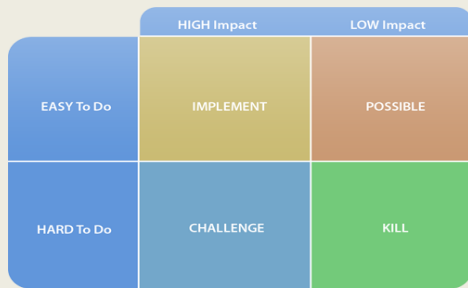 HIGH Impact LOW Impact
EASY To Do IMPLEMENT POSSIBLE
HARD To Do CHALLENGE KILL